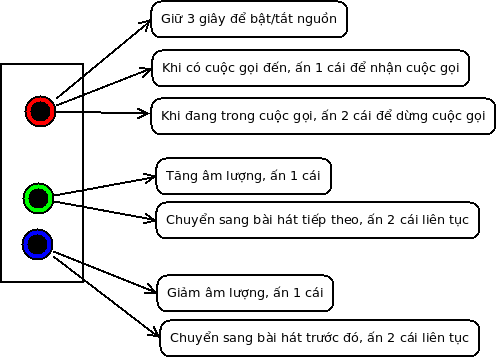 Giữ 3 giây để bật/tắt nguồn
Khi có cuộc gọi đến, ấn 1 cái để nhận cuộc gọi
Khi đang trong cuộc gọi, ấn 2 cái để dừng cuộc gọi
Tăng âm lượng, ấn 1 cái
Chuyển sang bài hát tiếp theo, ấn 2 cái liên tục
Giảm âm lượng, ấn 1 cái
Chuyển sang bài hát trước đó, ấn 2 cái liên tục